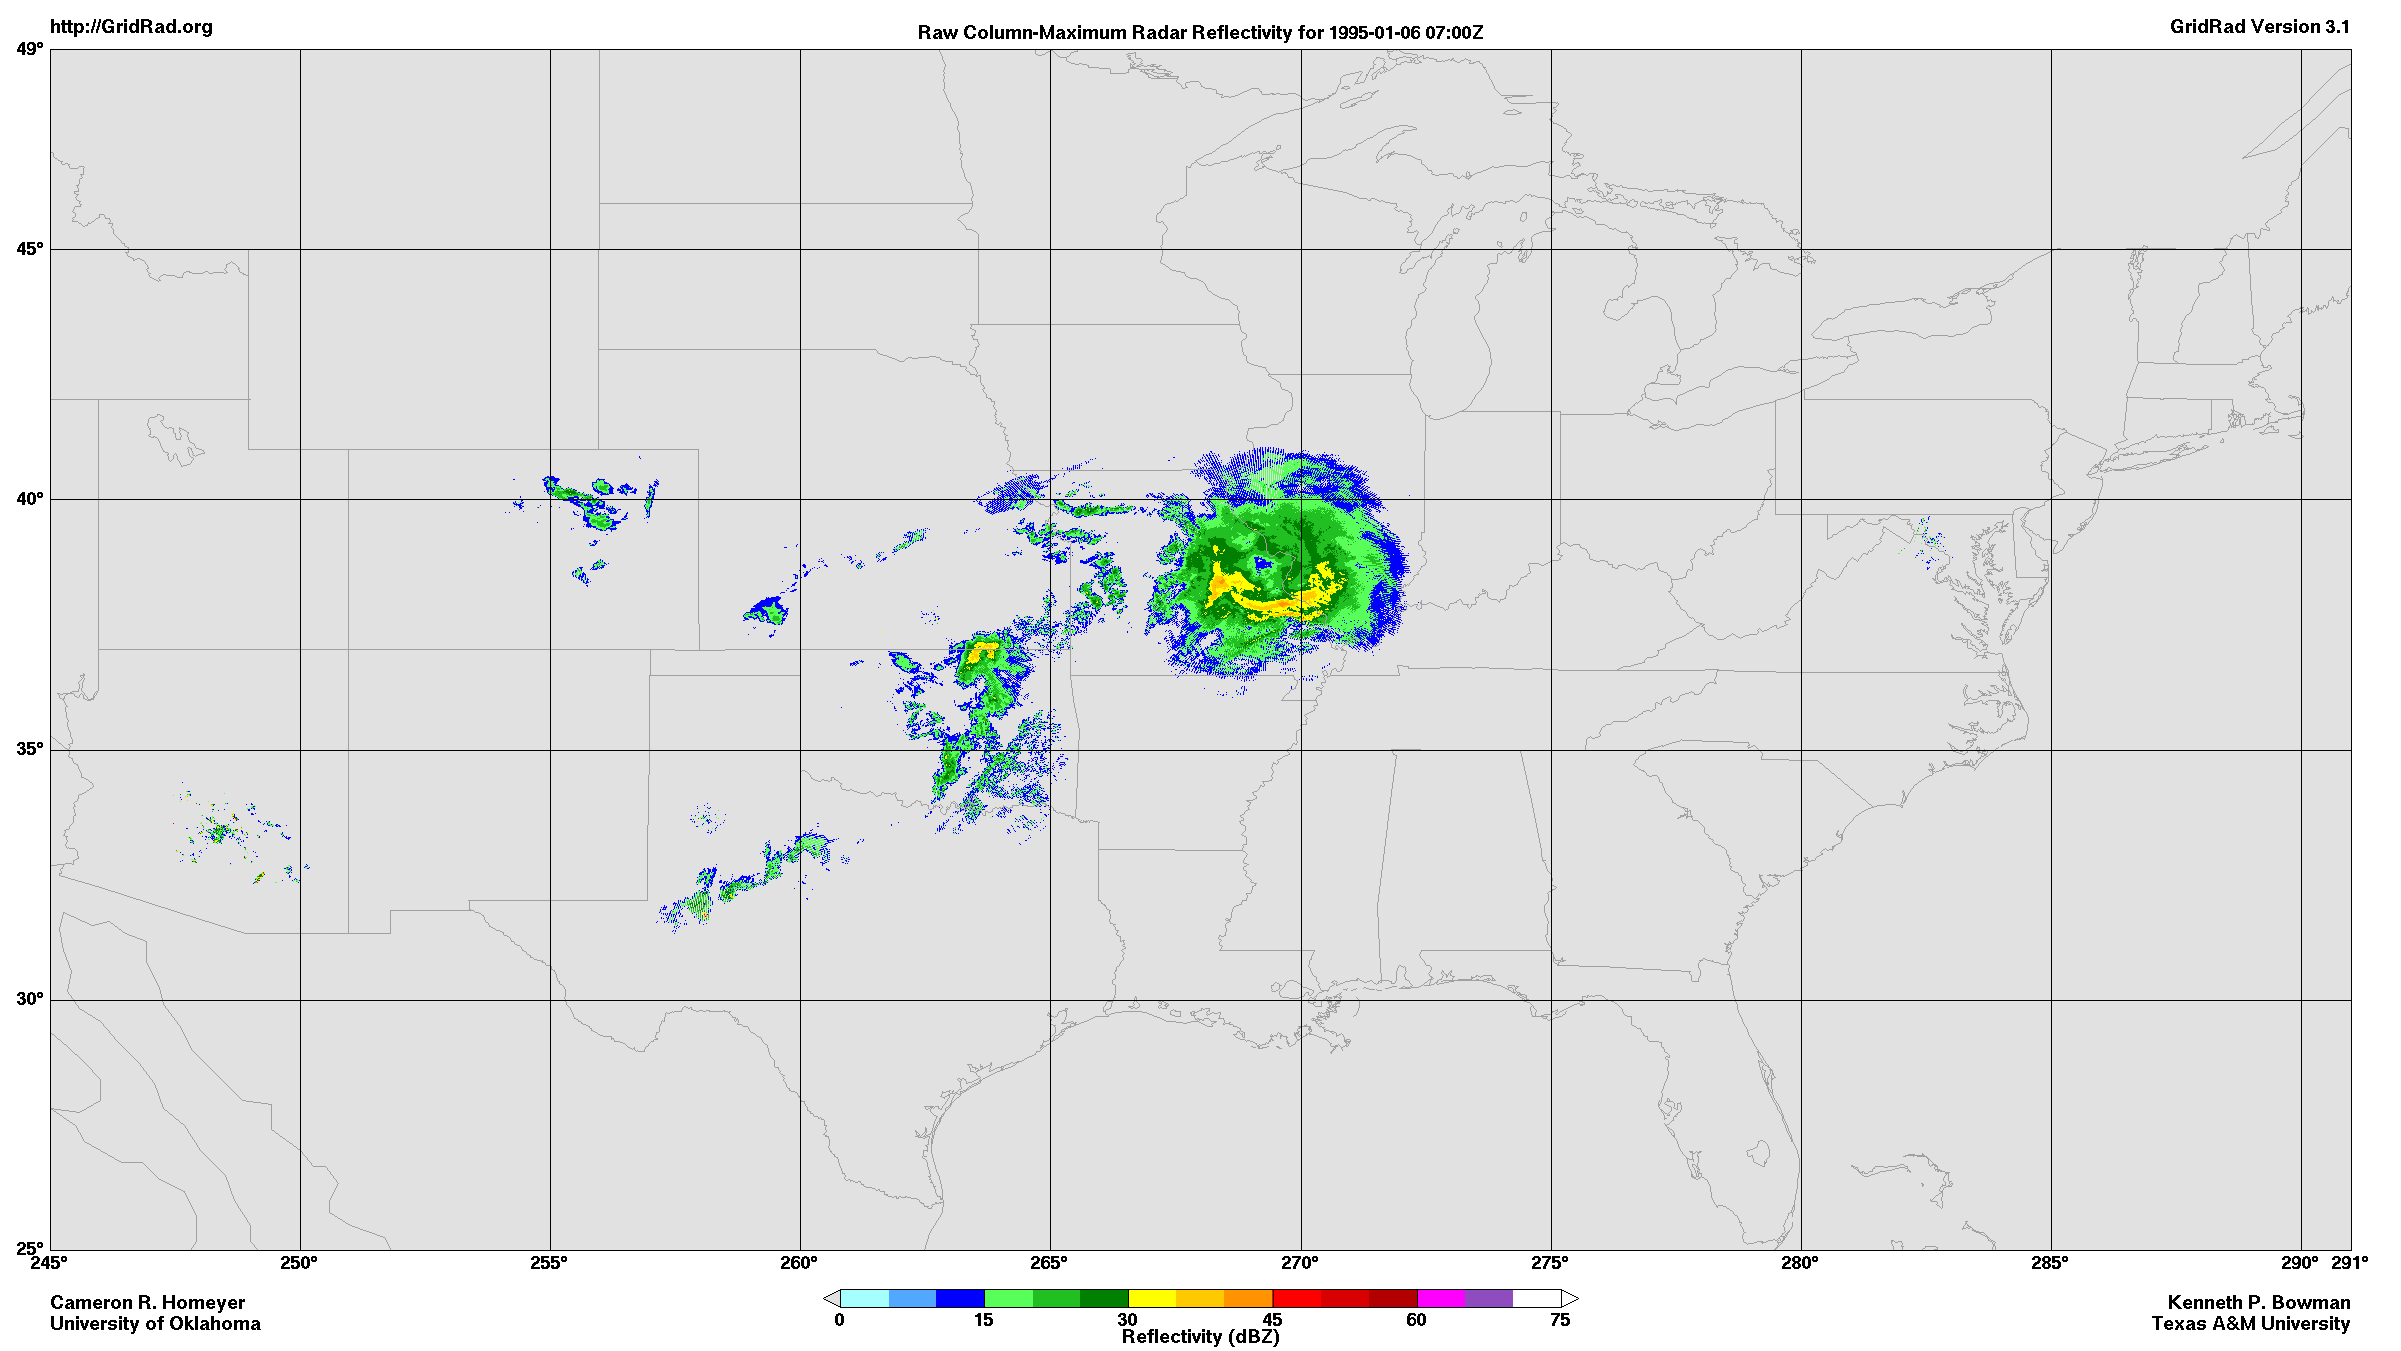 http://GridRad.org
Raw Column-Maximum Radar Reflectivity for 1995-01-06 07:00Z
GridRad Version 3.1
49°
45°
40°
35°
30°
25°
245° 250° 255° 260° 265° 270° 275° 280° 285° 290° 291°
0 15 30 45 60 75
Reflectivity (dBZ)
Cameron R. Homeyer
University of Oklahoma
Kenneth P. Bowman
Texas A&M University